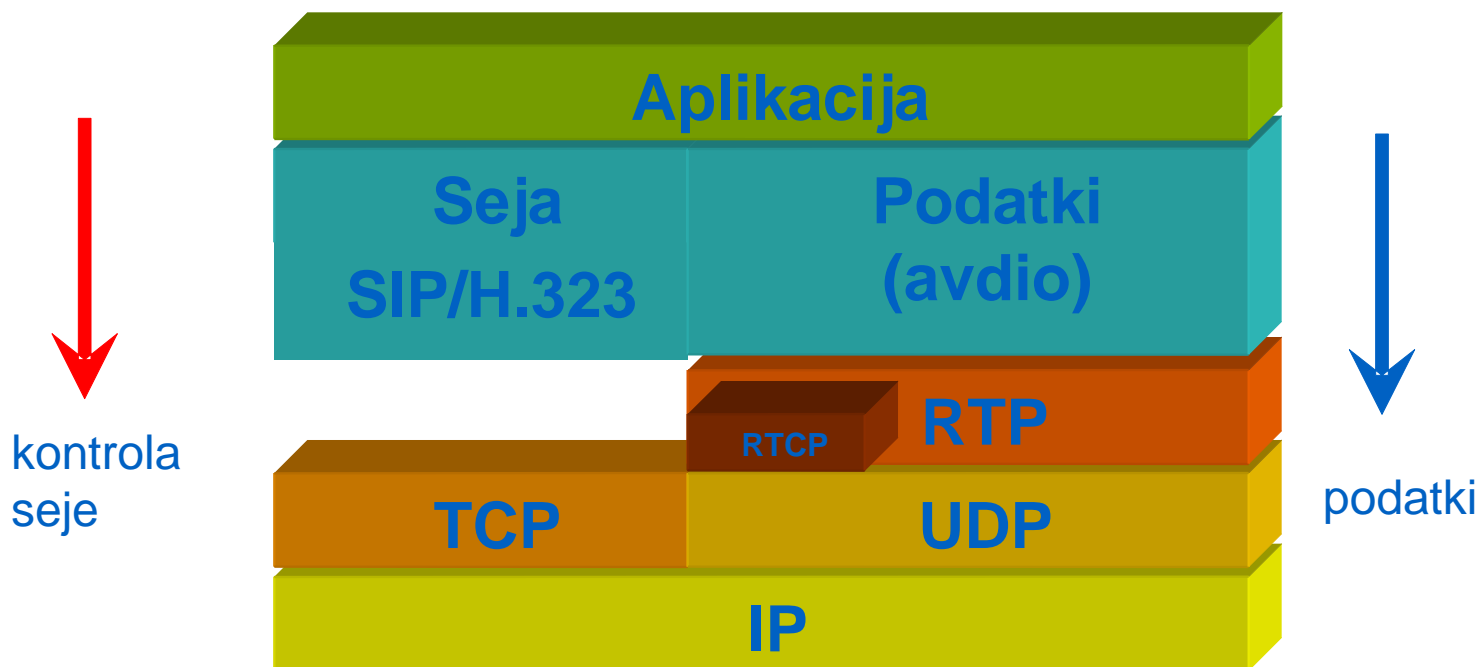 Aplikacija
Seja
SIP/H.323
Podatki
(avdio)
RTP
RTCP
kontrola
seje
TCP
UDP
podatki
IP